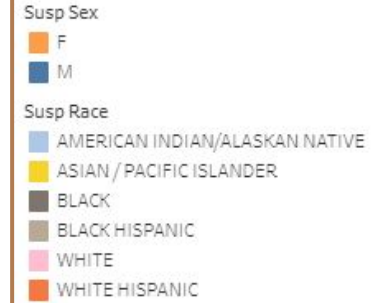 Susp Sex
F
M
Susp Race
AMERICAN INDIAN/ALASKAN NATIVE
ASIAN / PACIFIC ISLANDER
BLACK
BLACK HISPANIC
WHITE
WHITE HISPANIC